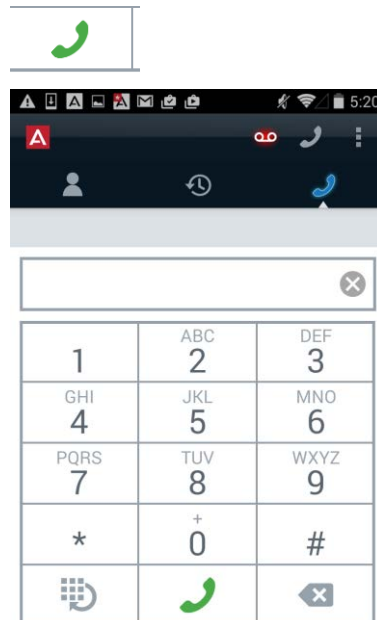 5:20
A
1 ABC 2 DEF 3
GHI 4 JKL 5 MNO 6
PQRS 7 TUV 8 WXYZ 9
* + 0 #